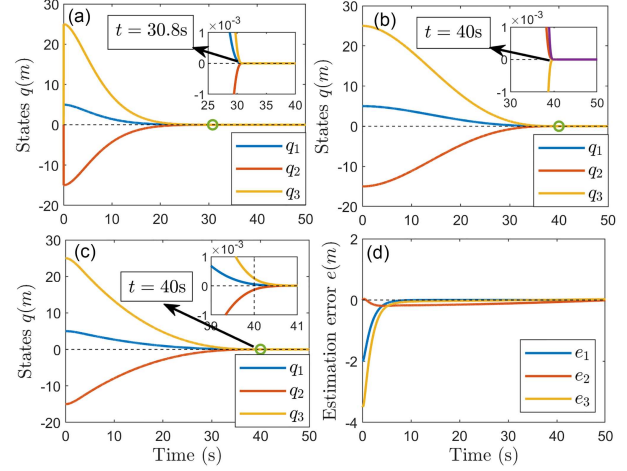 (a)
×10⁻³
1
0
-1
25 30 35 40
t = 30.8s
30
20
10
0
-10
-20
States q(m)
q₁
q₂
q₃
0 10 20 30 40 50
(b)
×10⁻³
1
0
-1
30 40 50
t = 40s
30
20
10
0
-10
-20
States q(m)
q₁
q₂
q₃
0 10 20 30 40 50
(c)
×10⁻³
1
0
-1
39 40 41
t = 40s
30
20
10
0
-10
-20
States q(m)
q₁
q₂
q₃
0 10 20 30 40 50
Time (s)
(d)
2
0
-2
-4
Estimation error e(m)
e₁
e₂
e₃
0 10 20 30 40 50
Time (s)